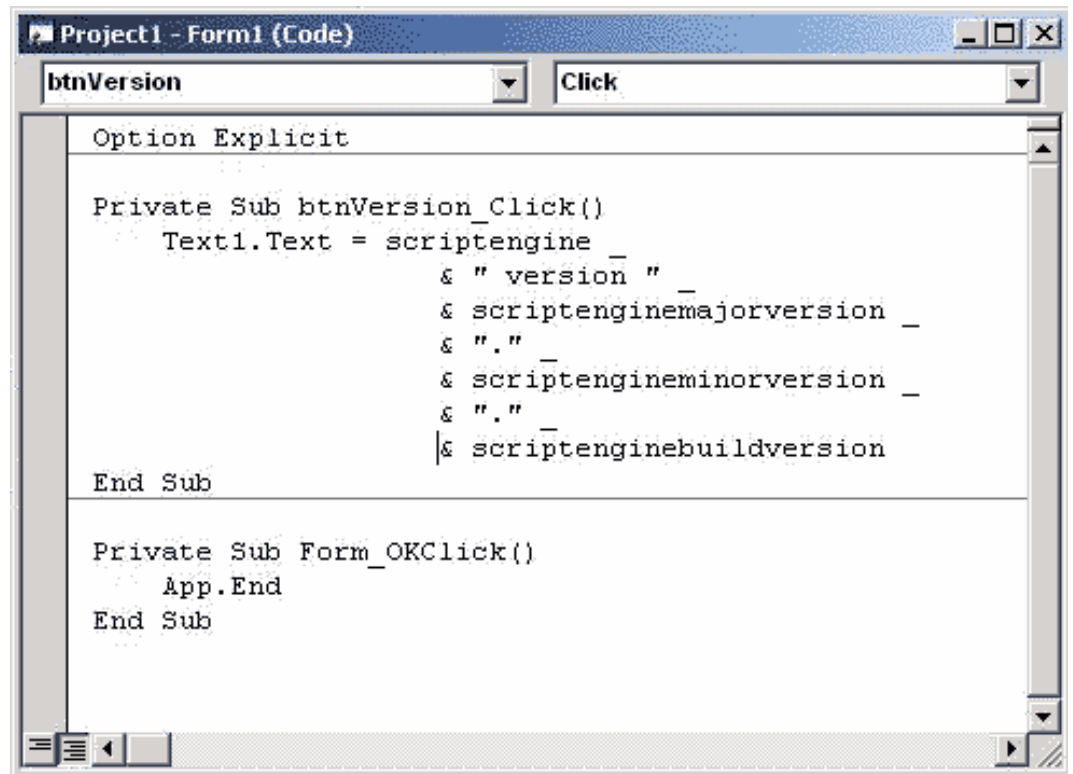 Project1 - Form1 (Code)
btnVersion Click
Option Explicit
Private Sub btnVersion_Click()
Text1.Text = scriptengine _
& " version " _
& scriptenginemajorversion _
& "." _
& scriptengineminorversion _
& "." _
& scriptenginebuildversion
End Sub
Private Sub Form_OKClick()
App.End
End Sub